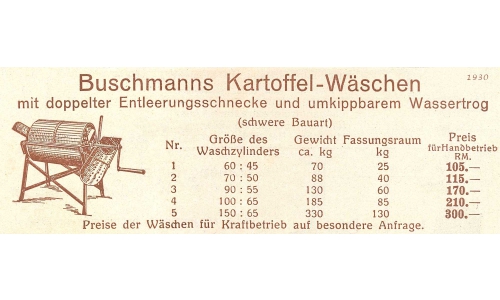 1930
Buschmanns Kartoffel-Wäschen
mit doppelter Entleerungsschnecke und umkippbarem Wassertrog
(schwere Bauart)
Nr. Größe des Waschzylinders Gewicht ca. kg Fassungsraum kg Preis für Handbetrieb RM.
1 60 : 45 70 25 105.—
2 70 : 50 88 40 115.—
3 90 : 55 130 60 170.—
4 100 : 65 185 85 210.—
5 150 : 65 330 130 300.—
Preise der Wäschen für Kraftbetrieb auf besondere Anfrage.